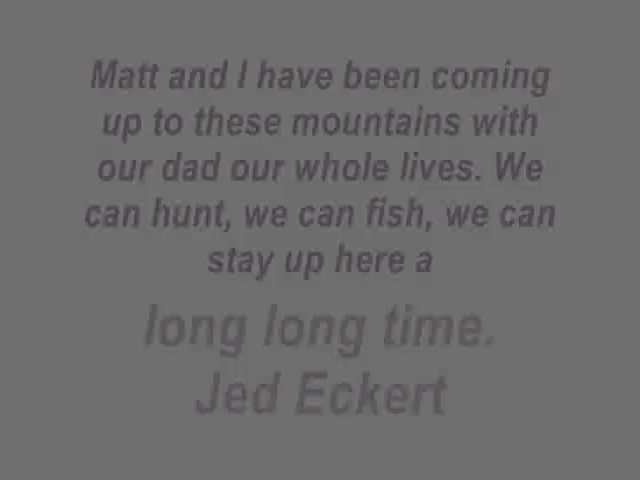 Matt and I have been coming
up to these mountains with
our dad our whole lives. We
can hunt, we can fish, we can
stay up here a
long long time.
Jed Eckert